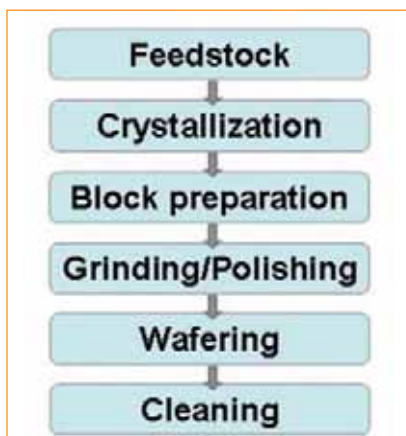 Feedstock
Crystallization
Block preparation
Grinding/Polishing
Wafering
Cleaning